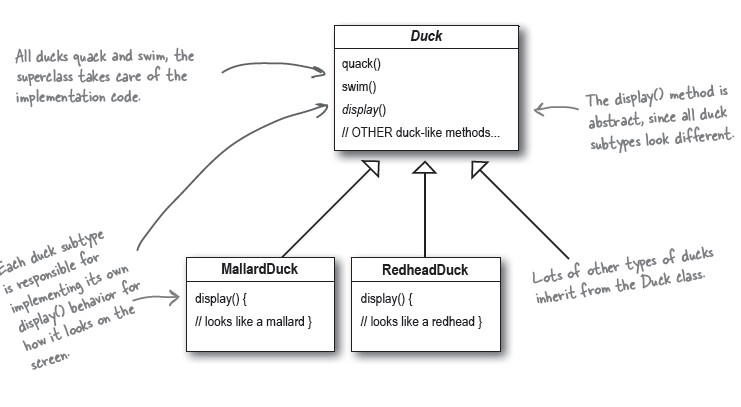 All ducks quack and swim, the
superclass takes care of the
implementation code.
Duck
quack()
swim()
display()
// OTHER duck-like methods...
The display() method is
abstract, since all duck
subtypes look different.
Each duck subtype
is responsible for
implementing its own
display() behavior for
how it looks on the
screen.
MallardDuck
display() {
// looks like a mallard }
RedheadDuck
display() {
// looks like a redhead }
Lots of other types of ducks
inherit from the Duck class.